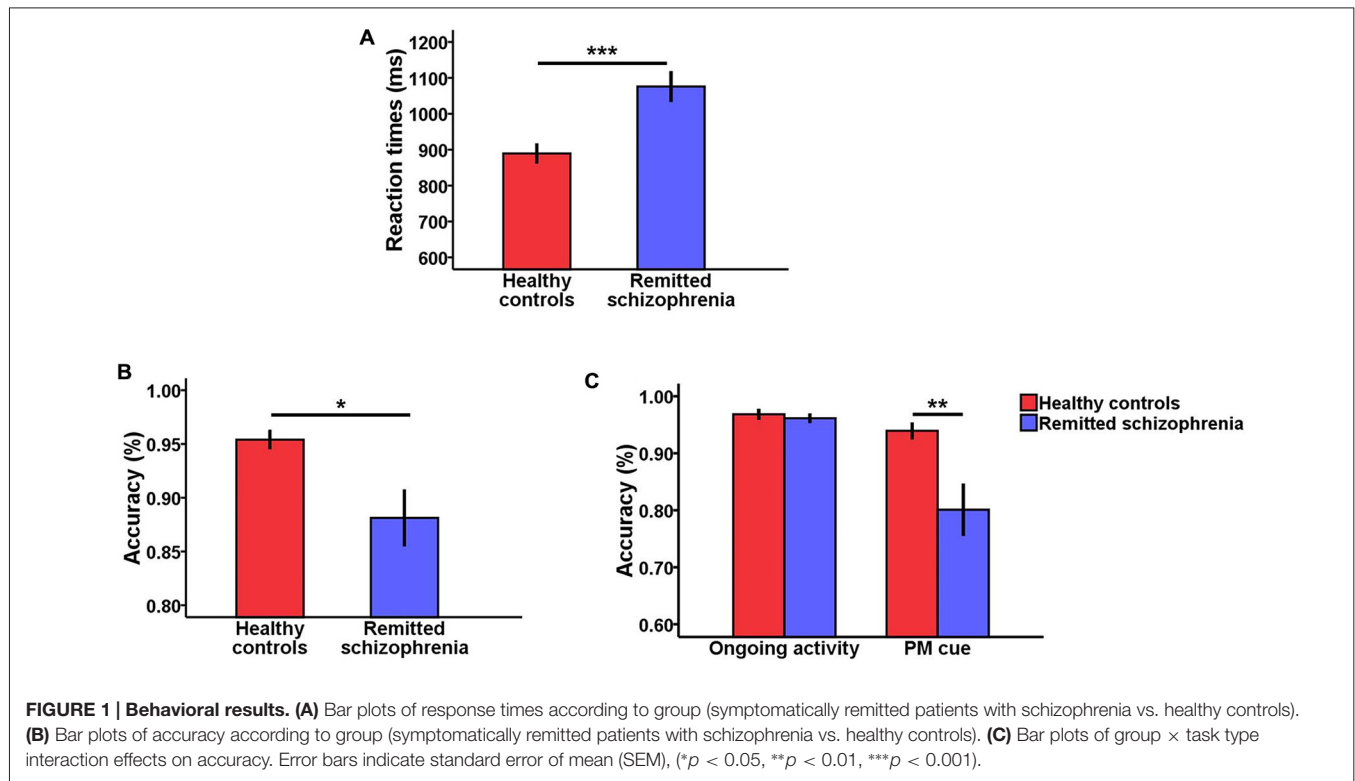 A
Reaction times (ms)
1200
1100
1000
900
800
700
600
***
Healthy
controls
Remitted
schizophrenia
B
Accuracy (%)
1.00
0.95
0.90
0.85
0.80
*
Healthy
controls
Remitted
schizophrenia
C
Accuracy (%)
1.00
0.90
0.80
0.70
0.60
**
Ongoing activity
PM cue
Healthy controls
Remitted schizophrenia
FIGURE 1 | Behavioral results. (A) Bar plots of response times according to group (symptomatically remitted patients with schizophrenia vs. healthy controls).
(B) Bar plots of accuracy according to group (symptomatically remitted patients with schizophrenia vs. healthy controls). (C) Bar plots of group × task type
interaction effects on accuracy. Error bars indicate standard error of mean (SEM), (*p < 0.05, **p < 0.01, ***p < 0.001).